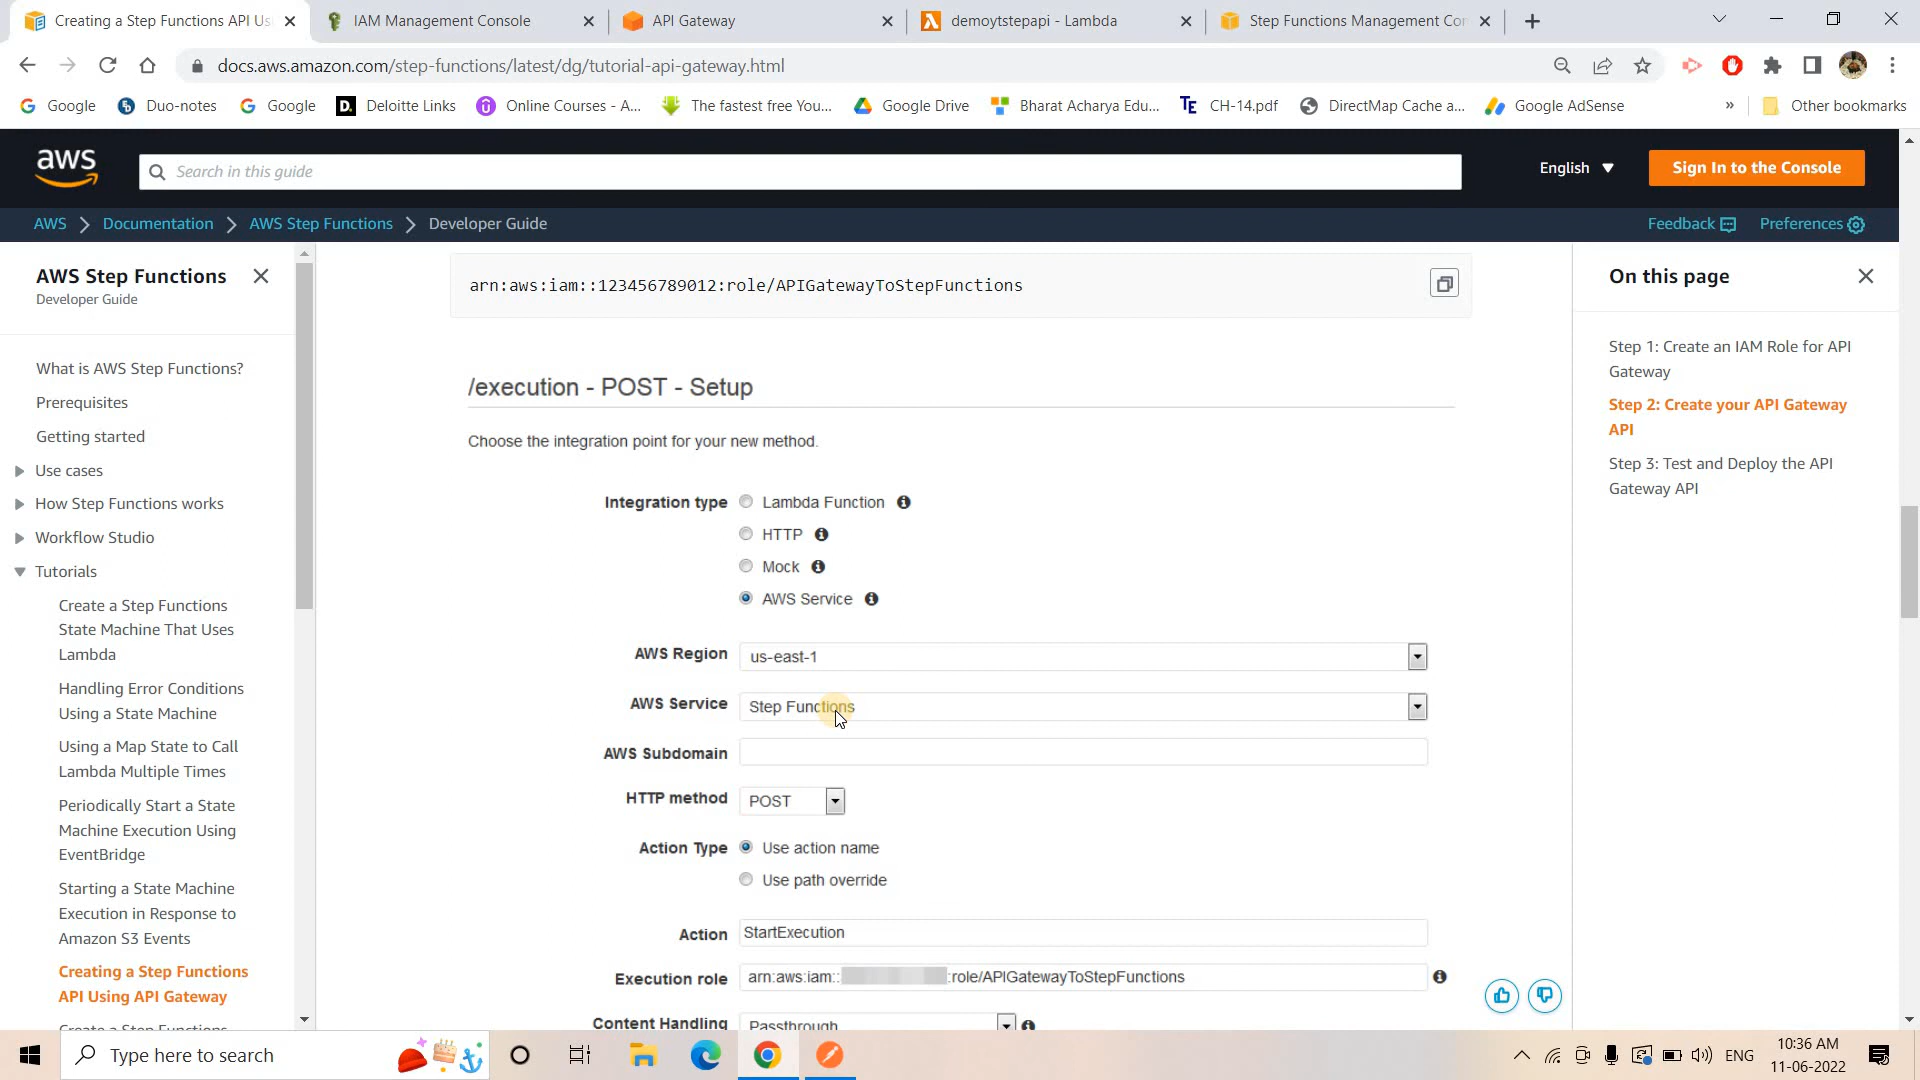 Creating a Step Functions API Us
IAM Management Console
API Gateway
demoytstepapi - Lambda
Step Functions Management Con
docs.aws.amazon.com/step-functions/latest/dg/tutorial-api-gateway.html
Google
Duo-notes
Google
Deloitte Links
Online Courses - A...
The fastest free You...
Google Drive
Bharat Acharya Edu...
CH-14.pdf
DirectMap Cache a...
Google AdSense
»
Other bookmarks
aws
Search in this guide
English
Sign In to the Console
AWS
Documentation
AWS Step Functions
Developer Guide
Feedback
Preferences
AWS Step Functions
Developer Guide
What is AWS Step Functions?
Prerequisites
Getting started
Use cases
How Step Functions works
Workflow Studio
Tutorials
Create a Step Functions
State Machine That Uses
Lambda
Handling Error Conditions
Using a State Machine
Using a Map State to Call
Lambda Multiple Times
Periodically Start a State
Machine Execution Using
EventBridge
Starting a State Machine
Execution in Response to
Amazon S3 Events
Creating a Step Functions
API Using API Gateway
Create a Step Functions
arn:aws:iam::123456789012:role/APIGatewayToStepFunctions
/execution - POST - Setup
Choose the integration point for your new method.
Integration type
Lambda Function
HTTP
Mock
AWS Service
AWS Region
us-east-1
AWS Service
Step Functions
AWS Subdomain
HTTP method
POST
Action Type
Use action name
Use path override
Action
StartExecution
Execution role
arn:aws:iam:: :role/APIGatewayToStepFunctions
Content Handling
Passthrough
On this page
Step 1: Create an IAM Role for API
Gateway
Step 2: Create your API Gateway
API
Step 3: Test and Deploy the API
Gateway API
Type here to search
ENG
10:36 AM
11-06-2022